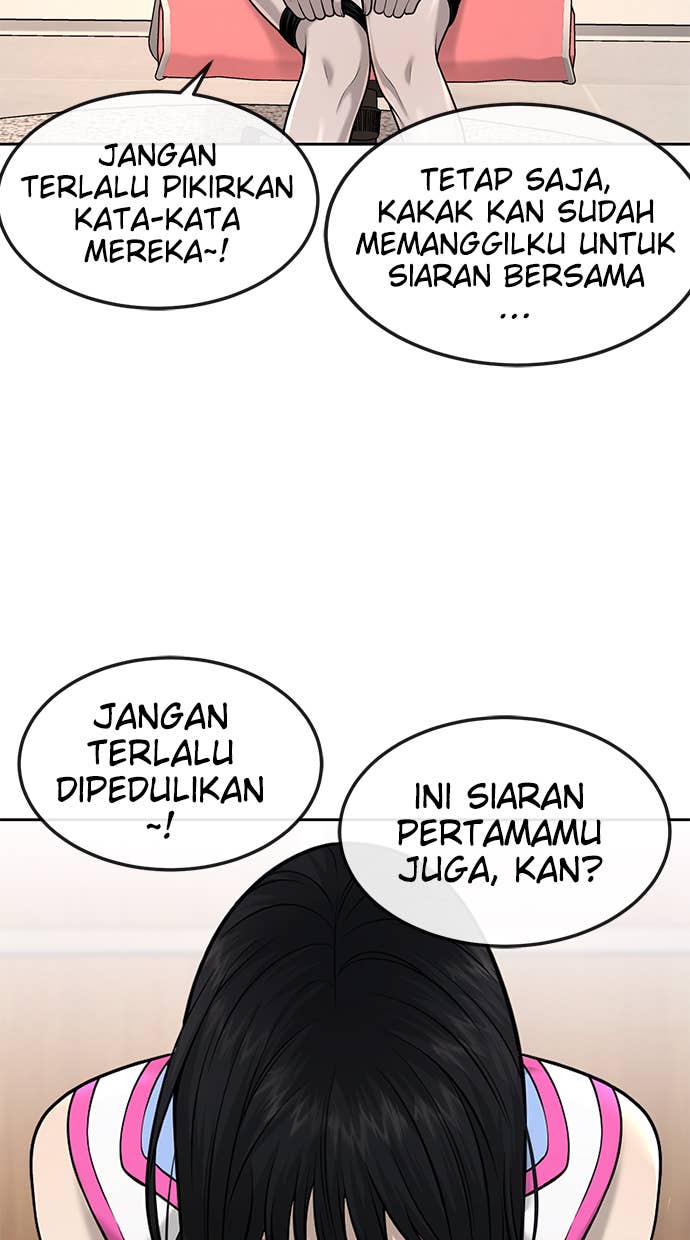 JANGAN
TERLALU PIKIRKAN
KATA-KATA
MEREKA~!
TETAP SAJA,
KAKAK KAN SUDAH
MEMANGGILKU UNTUK
SIARAN BERSAMA
...
JANGAN
TERLALU
DIPEDULIKAN
~!
INI SIARAN
PERTAMAMU
JUGA, KAN?